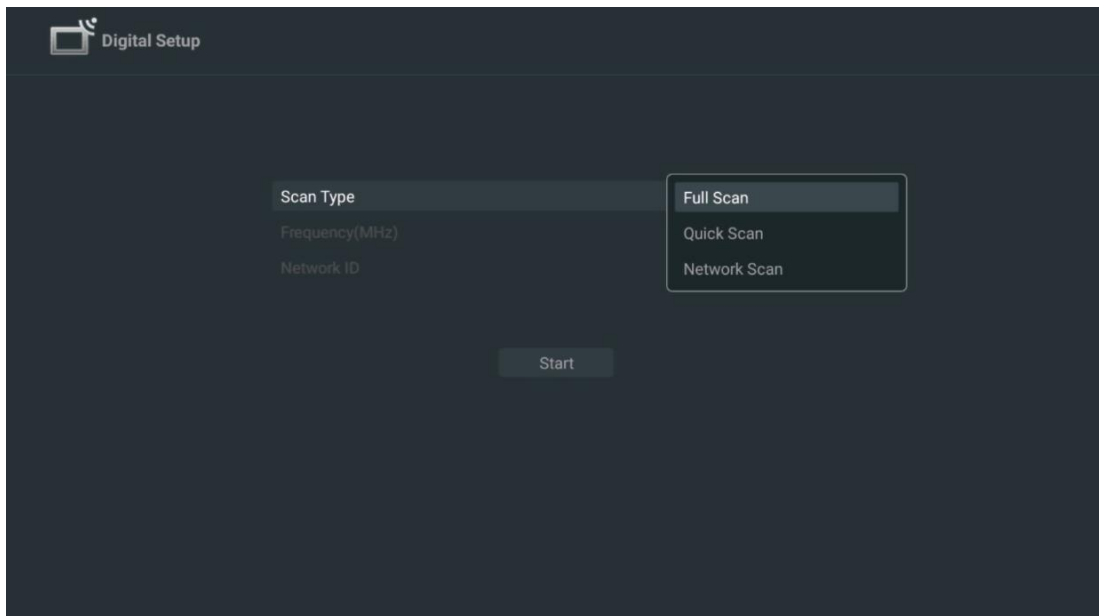 Digital Setup
Scan Type
Full Scan
Frequency(MHz)
Quick Scan
Network ID
Network Scan
Start